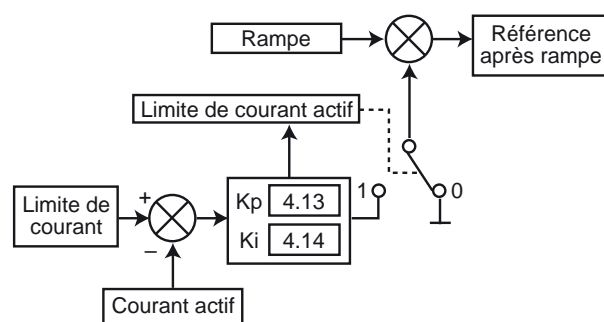 Rampe
Référence
après rampe
Limite de courant actif
1
0
+
Limite de
courant
Kp 4.13
Ki 4.14
–
Courant actif